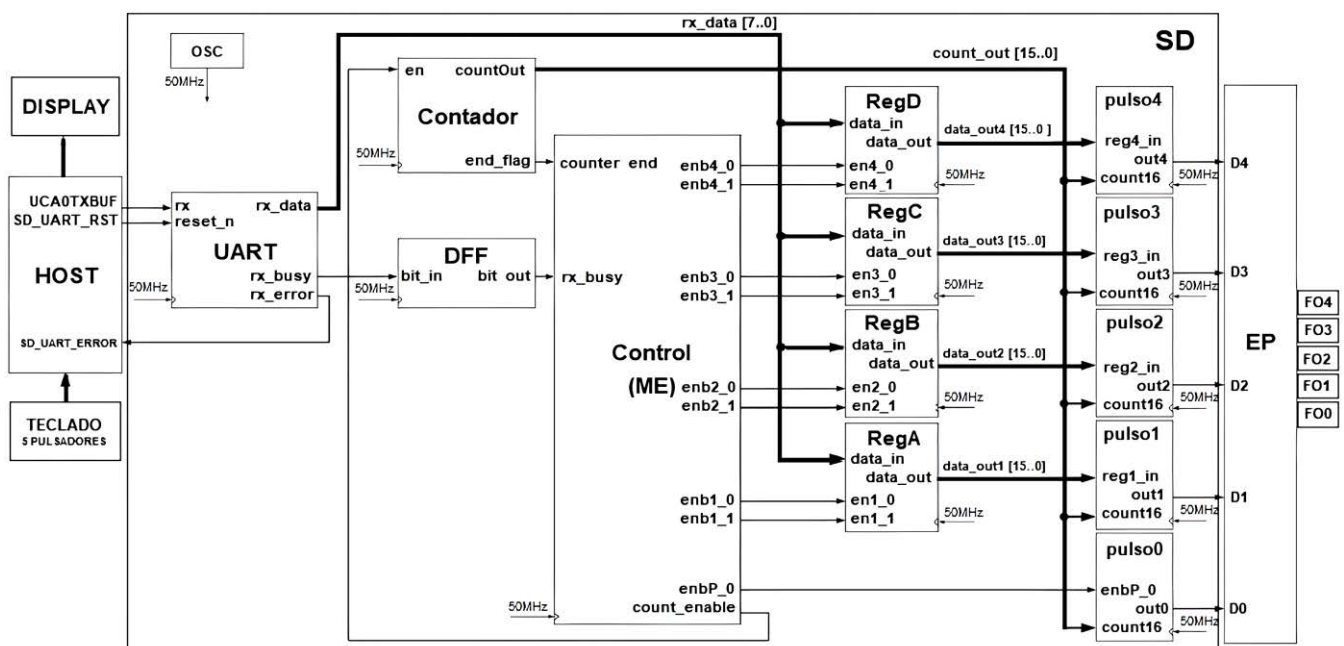 rx_data [7..0]
SD
OSC
50MHz
count_out [15..0]
DISPLAY
en countOut
Contador
50MHz
end_flag
HOST
UCA0TXBUF
SD_UART_RST
SD_UART_ERROR
TECLADO
5 PULSADORES
rx rx_data
reset_n
UART
rx_busy
rx_error
50MHz
DFF
bit_in bit_out
50MHz
counter_end
rx_busy
Control
(ME)
enb4_0
enb4_1
enb3_0
enb3_1
enb2_0
enb2_1
enb1_0
enb1_1
enbP_0
count_enable
50MHz
RegD
data_in
data_out
en4_0
en4_1
50MHz
data_out4 [15..0 ]
RegC
data_in
data_out
en3_0
en3_1
50MHz
data_out3 [15..0]
RegB
data_in
data_out
en2_0
en2_1
50MHz
data_out2 [15..0]
RegA
data_in
data_out
en1_0
en1_1
50MHz
data_out1 [15..0]
pulso4
reg4_in
out4
count16
50MHz
pulso3
reg3_in
out3
count16
50MHz
pulso2
reg2_in
out2
count16
50MHz
pulso1
reg1_in
out1
count16
50MHz
pulso0
enbP_0
out0
count16
50MHz
D4
D3
EP
D2
D1
D0
FO4
FO3
FO2
FO1
FO0